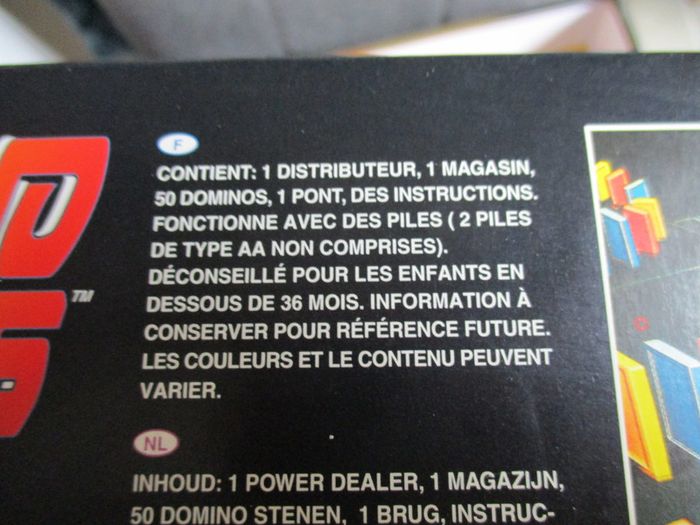 F
CONTIENT: 1 DISTRIBUTEUR, 1 MAGASIN,
50 DOMINOS, 1 PONT, DES INSTRUCTIONS.
FONCTIONNE AVEC DES PILES ( 2 PILES
DE TYPE AA NON COMPRISES).
DÉCONSEILLÉ POUR LES ENFANTS EN
DESSOUS DE 36 MOIS. INFORMATION À
CONSERVER POUR RÉFÉRENCE FUTURE.
LES COULEURS ET LE CONTENU PEUVENT
VARIER.
TM
NL
INHOUD: 1 POWER DEALER, 1 MAGAZIJN,
50 DOMINO STENEN, 1 BRUG, INSTRUC-